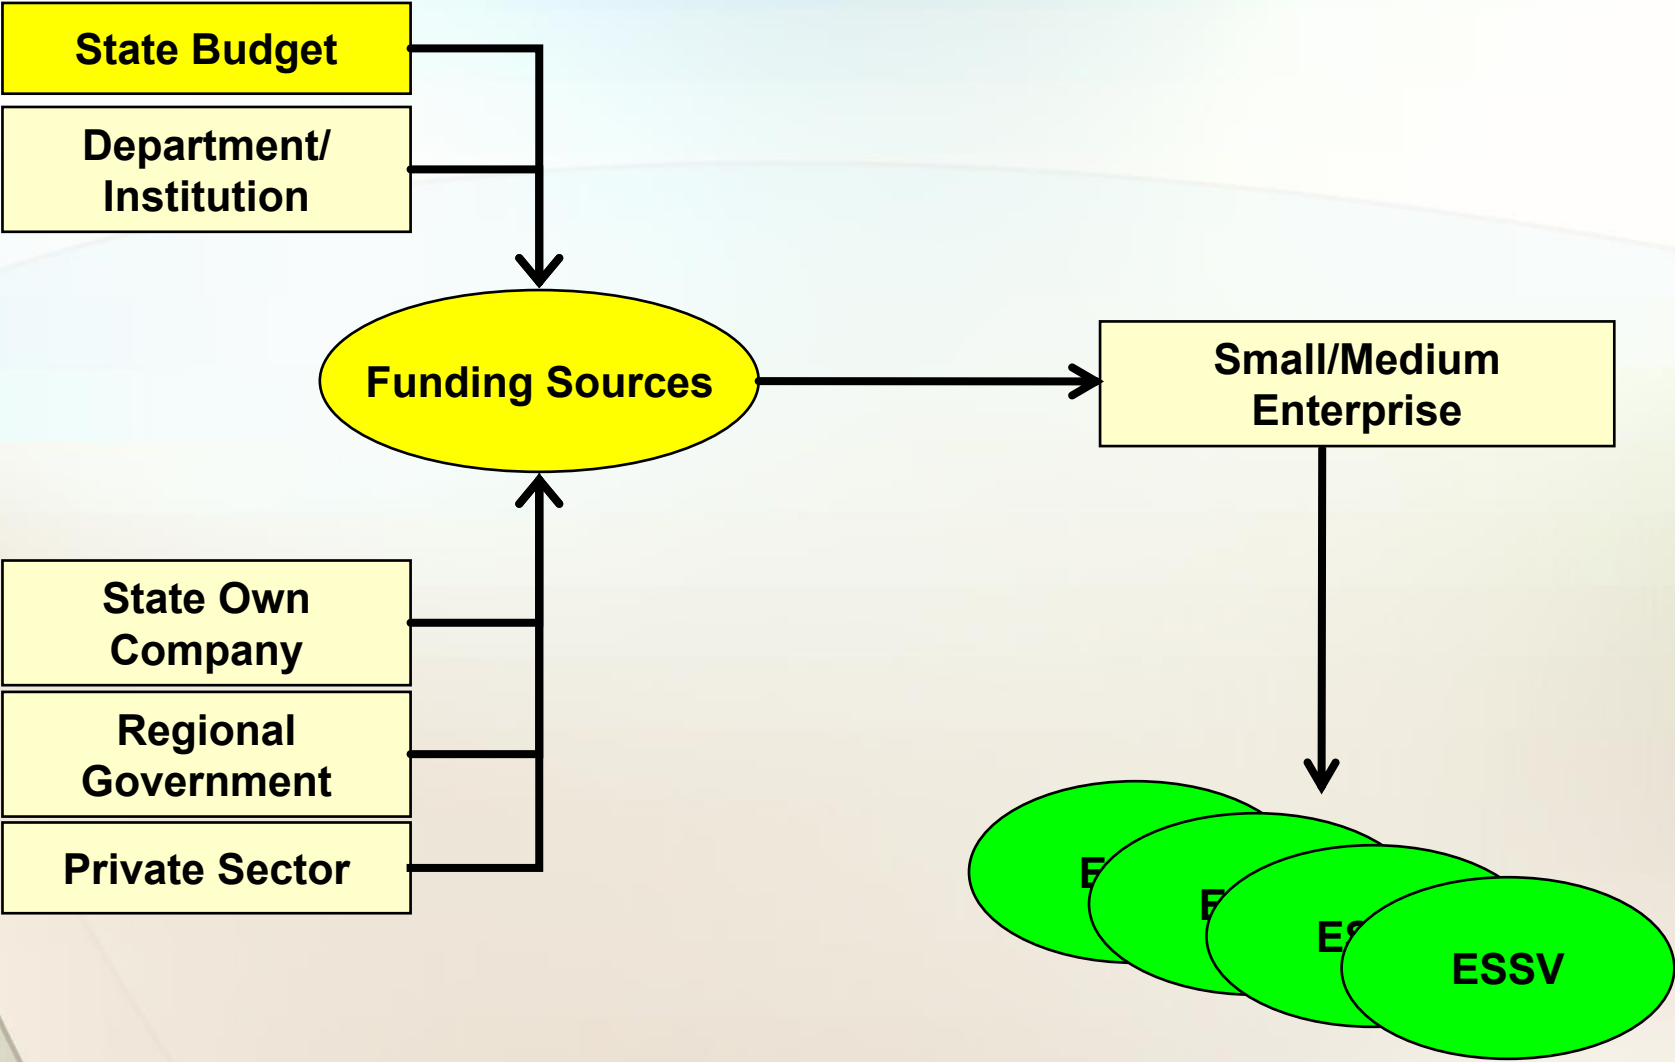 State Budget
Department/
Institution
Funding Sources
Small/Medium
Enterprise
State Own
Company
Regional
Government
Private Sector
ESSV